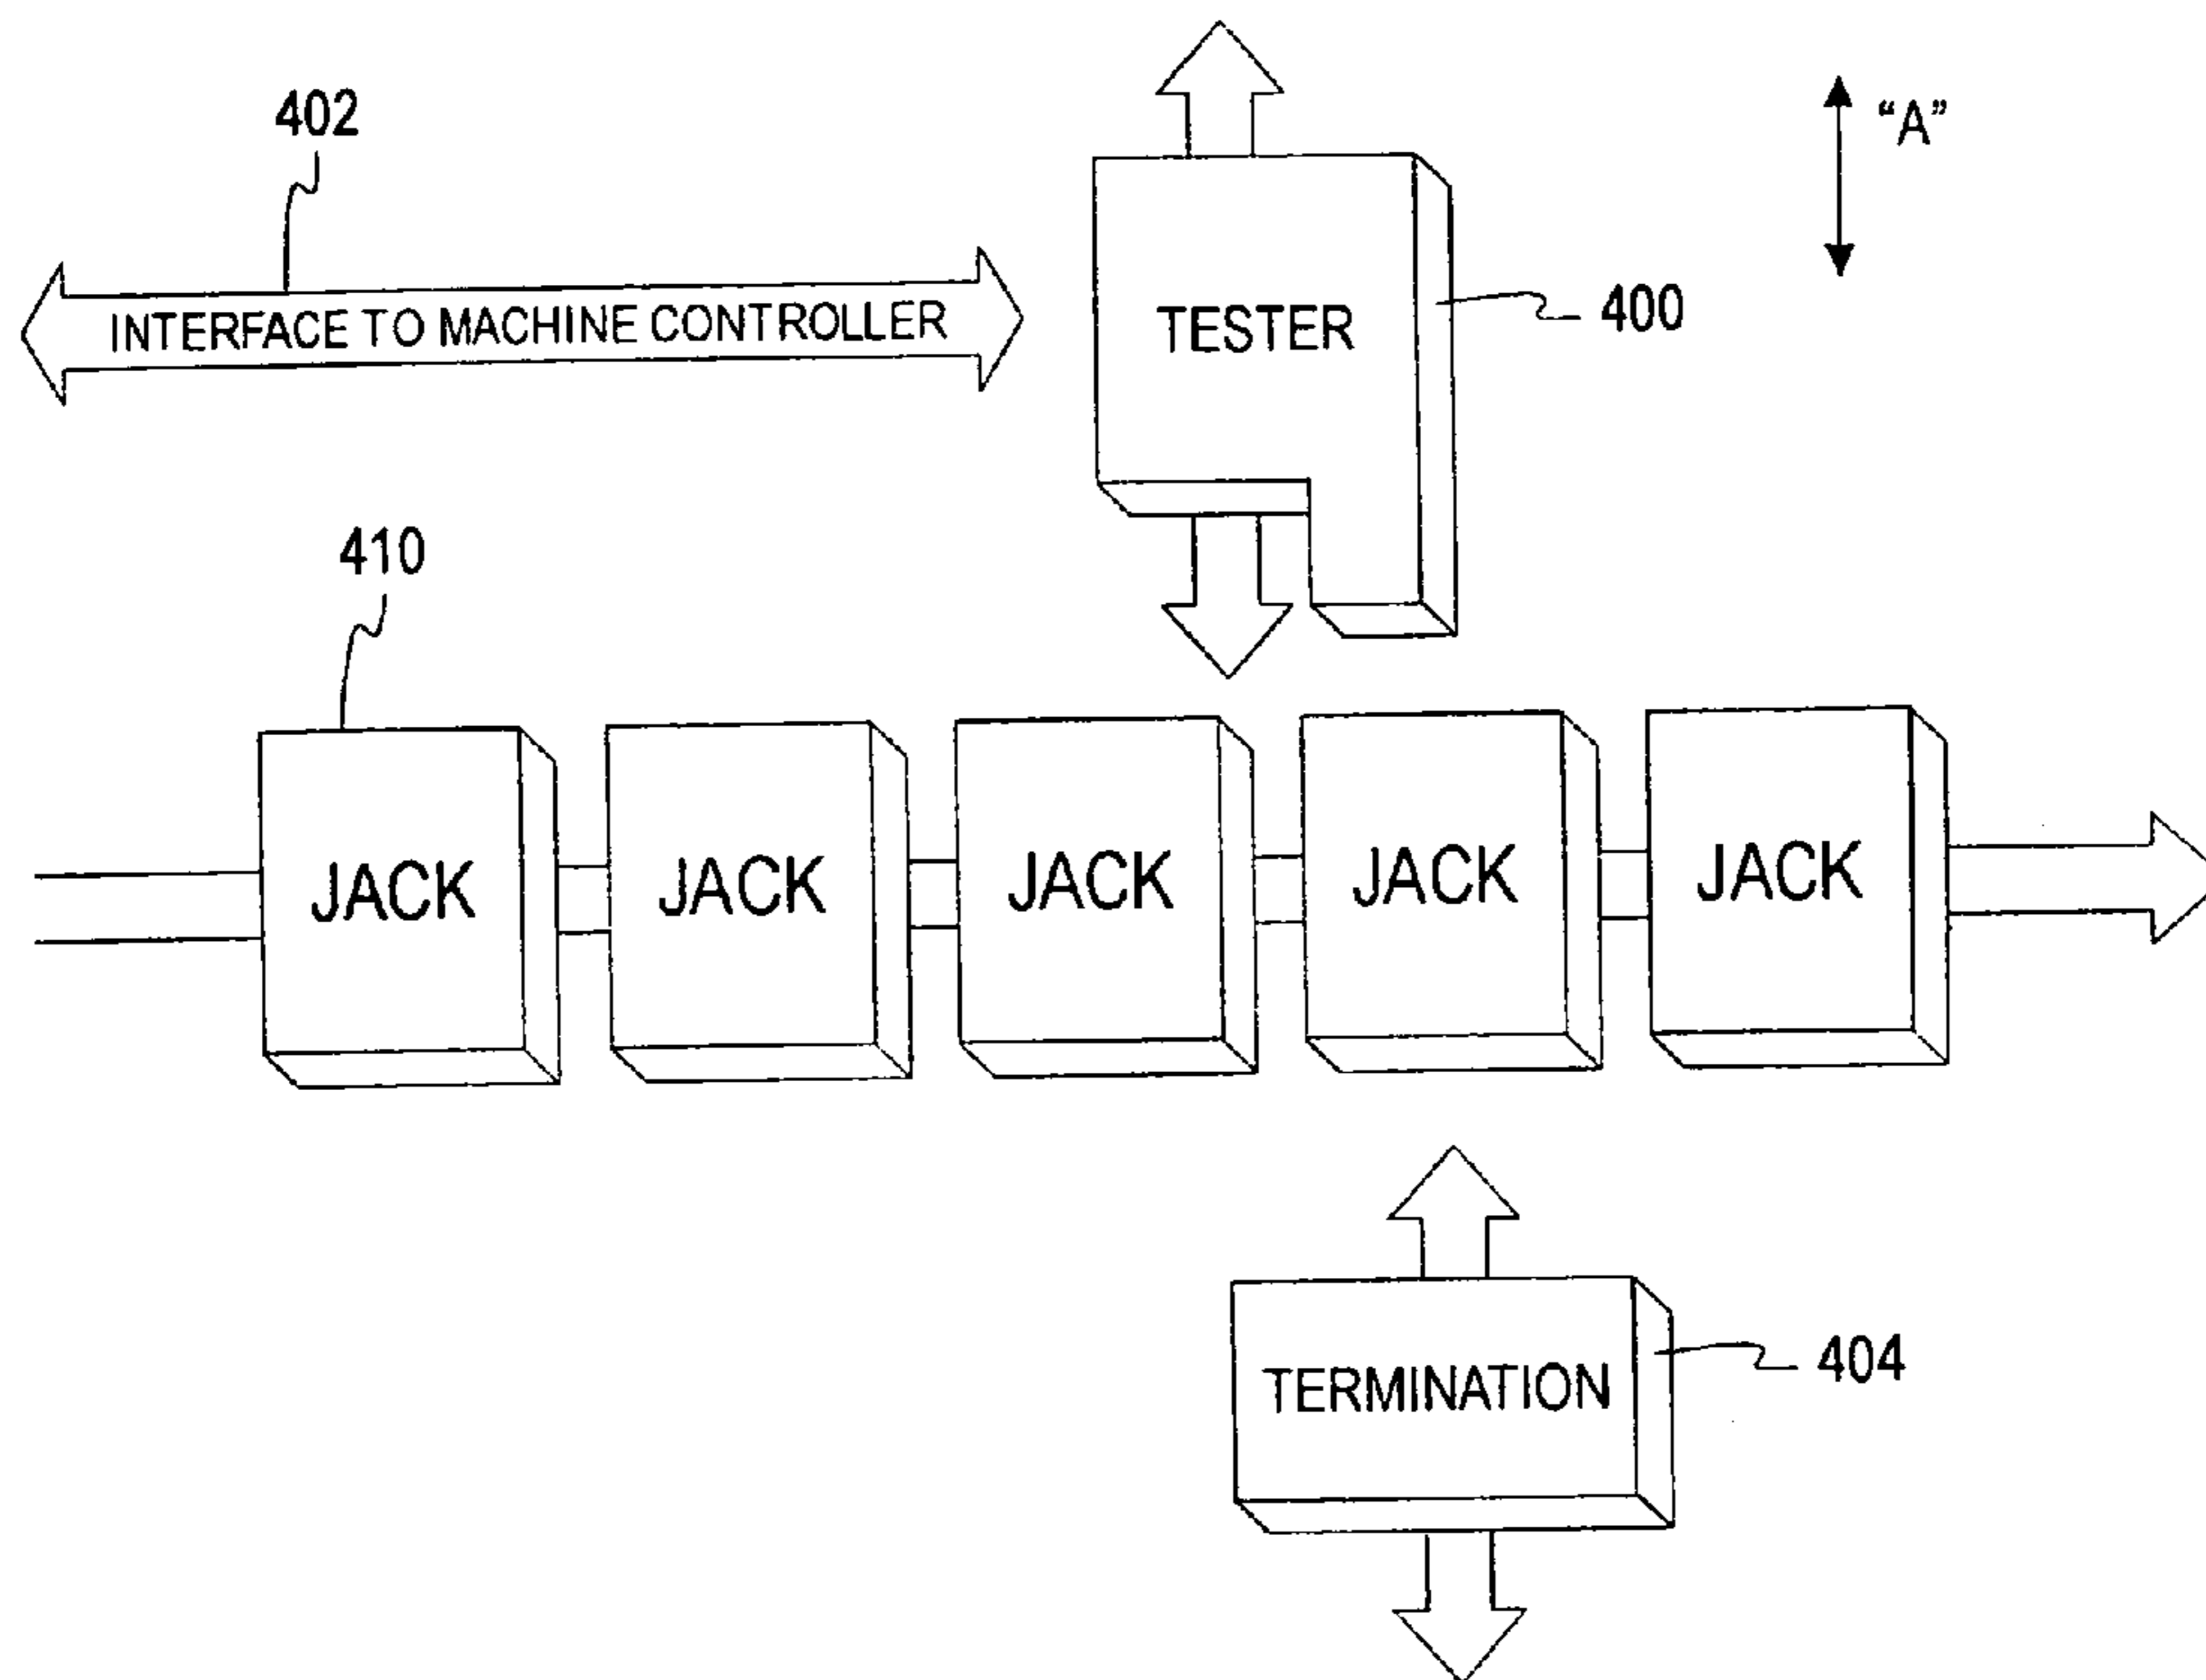 402
“A”
INTERFACE TO MACHINE CONTROLLER
TESTER
400
410
JACK JACK JACK JACK JACK
TERMINATION
404